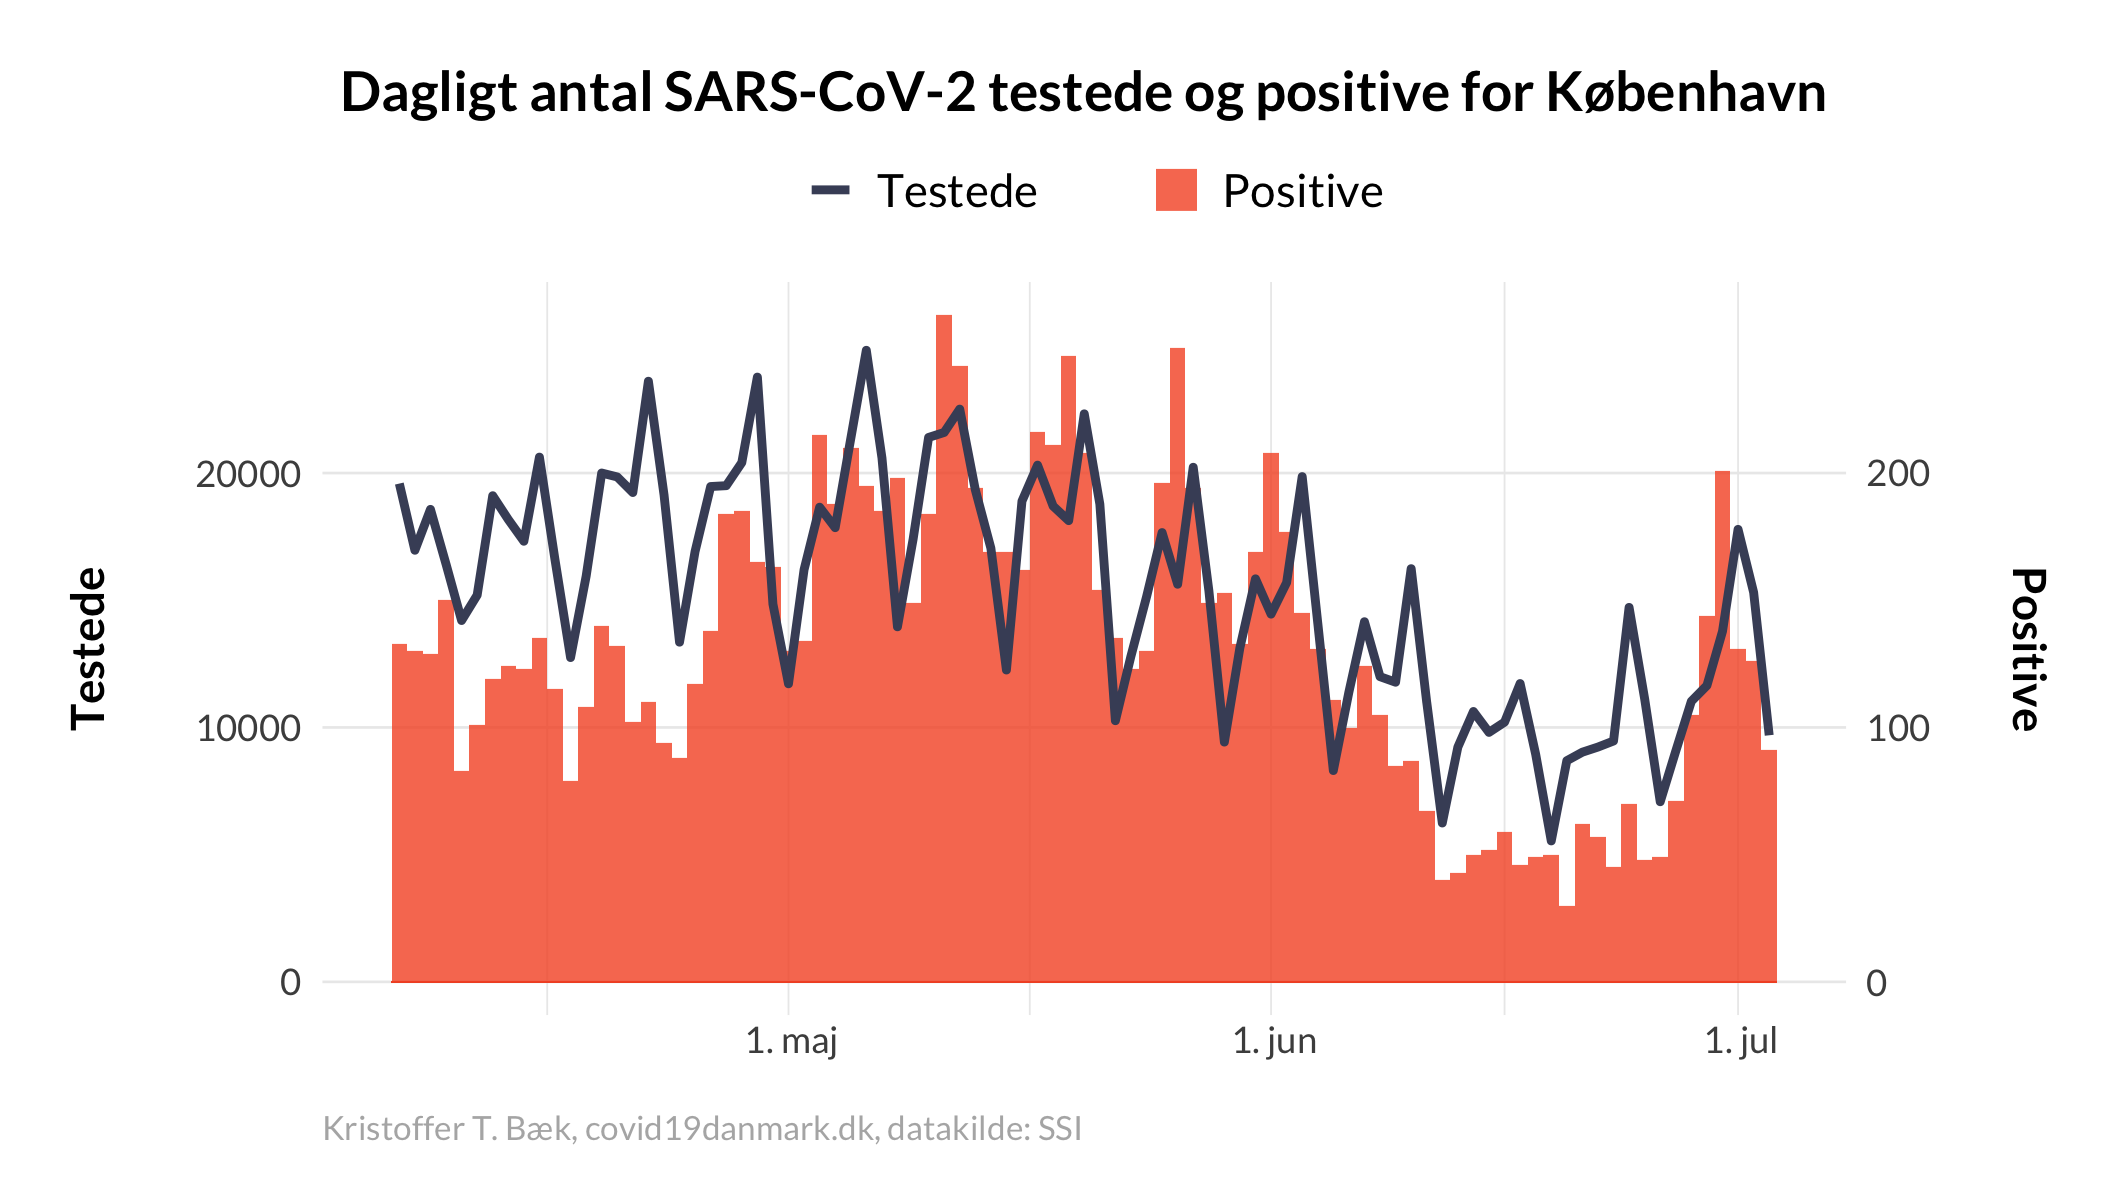 Dagligt antal SARS-CoV-2 testede og positive for København
Testede
Positive
Testede
20000
10000
0
200
100
0
Positive
1. maj
1. jun
1. jul
Kristoffer T. Bæk, covid19danmark.dk, datakilde: SSI